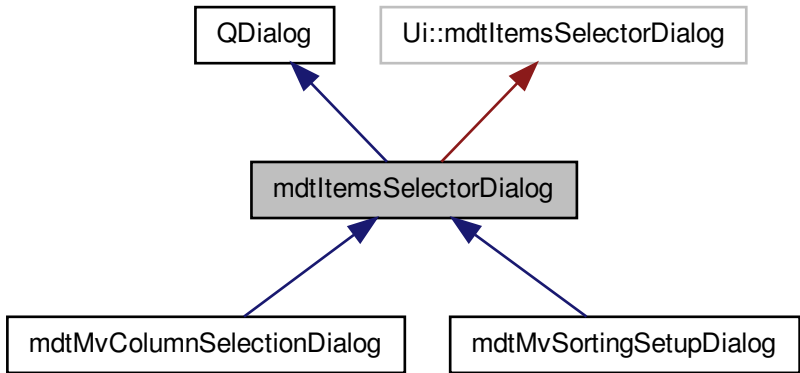 QDialog
Ui::mdtItemsSelectorDialog
mdtItemsSelectorDialog
mdtMvColumnSelectionDialog
mdtMvSortingSetupDialog